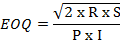 EOQ = √(2 x R x S) / (P x I)